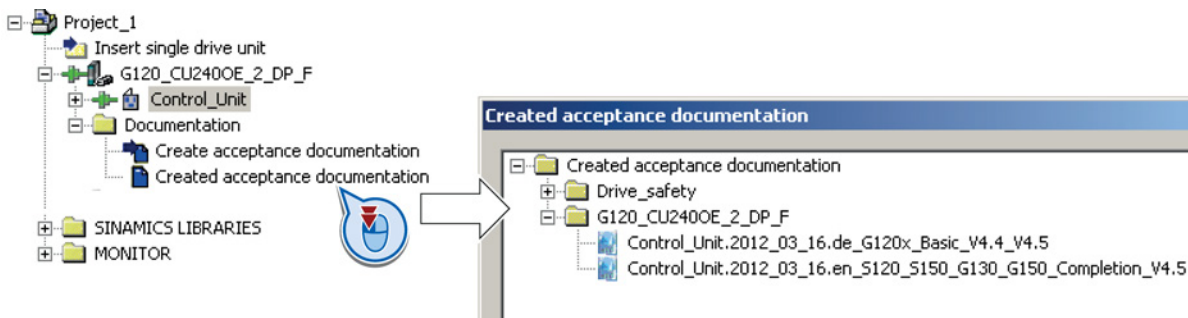 Project_1
Insert single drive unit
G120_CU240OE_2_DP_F
Control_Unit
Documentation
Create acceptance documentation
Created acceptance documentation
SINAMICS LIBRARIES
MONITOR
Created acceptance documentation
Created acceptance documentation
Drive_safety
G120_CU240OE_2_DP_F
Control_Unit.2012_03_16.de_G120x_Basic_V4.4_V4.5
Control_Unit.2012_03_16.en_S120_S150_G130_G150_Completion_V4.5